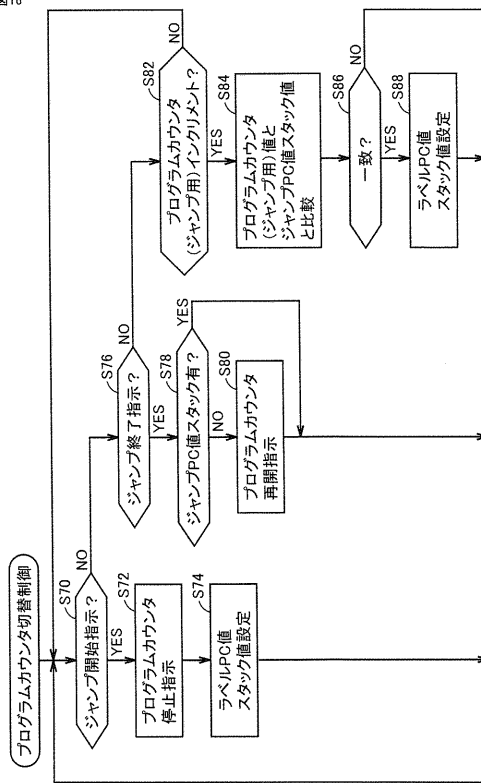 図16
プログラムカウンタ切替制御
S70
ジャンプ開始指示?
NO
YES
S72
プログラムカウンタ
停止指示
S74
ラベルPC値
スタック値設定
S76
ジャンプ終了指示?
NO
YES
S78
ジャンプPC値スタック有?
YES
NO
S80
プログラムカウンタ
再開指示
S82
プログラムカウンタ
(ジャンプ用)インクリメント?
NO
YES
S84
プログラムカウンタ
(ジャンプ用)値と
ジャンプPC値スタック値
と比較
S86
一致?
NO
YES
S88
ラベルPC値
スタック値設定